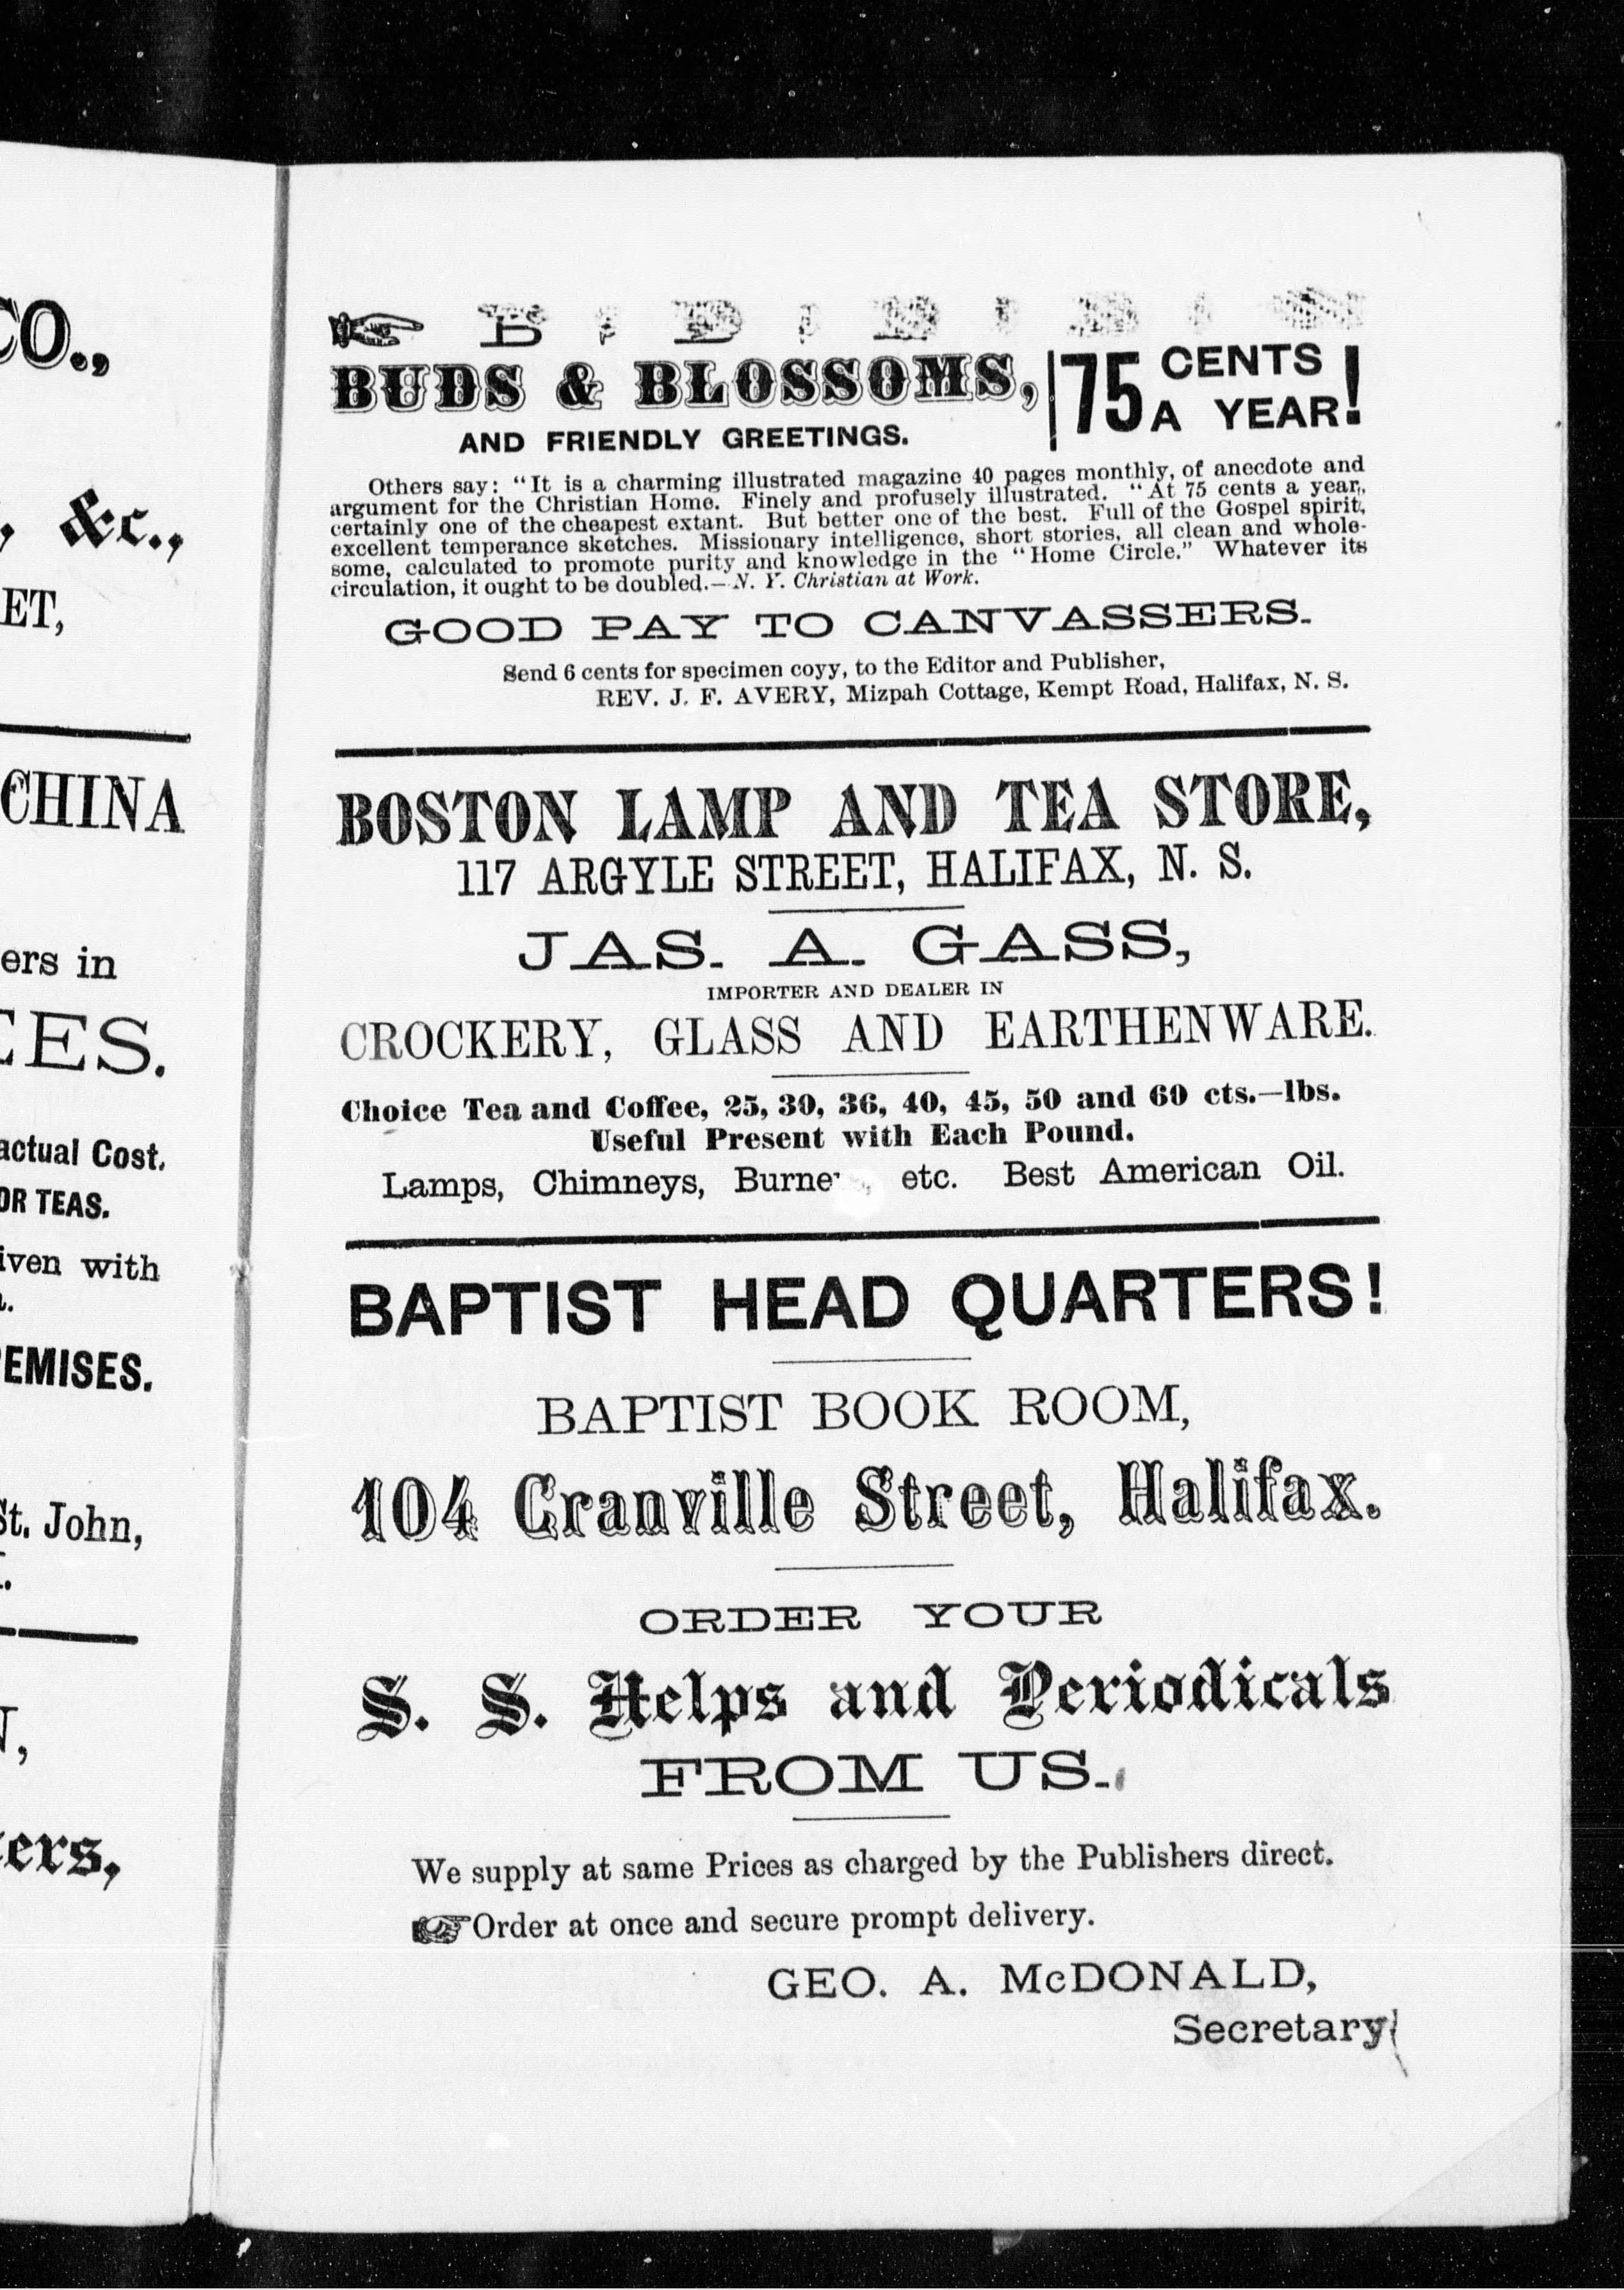 CO.,
&c.,
ET,
CHINA
ers in
ES.
actual Cost.
OR TEAS.
iven with
EMISES.
St. John,
ers,
BUDS & BLOSSOMS,
AND FRIENDLY GREETINGS.
75 CENTS
A YEAR!
Others say: "It is a charming illustrated magazine 40 pages monthly, of anecdote and
argument for the Christian Home. Finely and profusely illustrated. "At 75 cents a year,
certainly one of the cheapest extant. But better one of the best. Full of the Gospel spirit,
excellent temperance sketches. Missionary intelligence, short stories, all clean and whole-
some, calculated to promote purity and knowledge in the "Home Circle." Whatever its
circulation, it ought to be doubled.—N. Y. Christian at Work.
GOOD PAY TO CANVASSERS.
Send 6 cents for specimen coyy, to the Editor and Publisher,
REV. J. F. AVERY, Mizpah Cottage, Kempt Road, Halifax, N. S.
BOSTON LAMP AND TEA STORE,
117 ARGYLE STREET, HALIFAX, N. S.
JAS. A. GASS,
IMPORTER AND DEALER IN
CROCKERY, GLASS AND EARTHENWARE.
Choice Tea and Coffee, 25, 30, 36, 40, 45, 50 and 60 cts.—lbs.
Useful Present with Each Pound.
Lamps, Chimneys, etc. Best American Oil.
BAPTIST HEAD QUARTERS!
BAPTIST BOOK ROOM,
104 Granville Street, Halifax.
ORDER YOUR
S. S. Helps and Periodicals
FROM US.
We supply at same Prices as charged by the Publishers direct.
Order at once and secure prompt delivery.
GEO. A. McDONALD,
Secretary